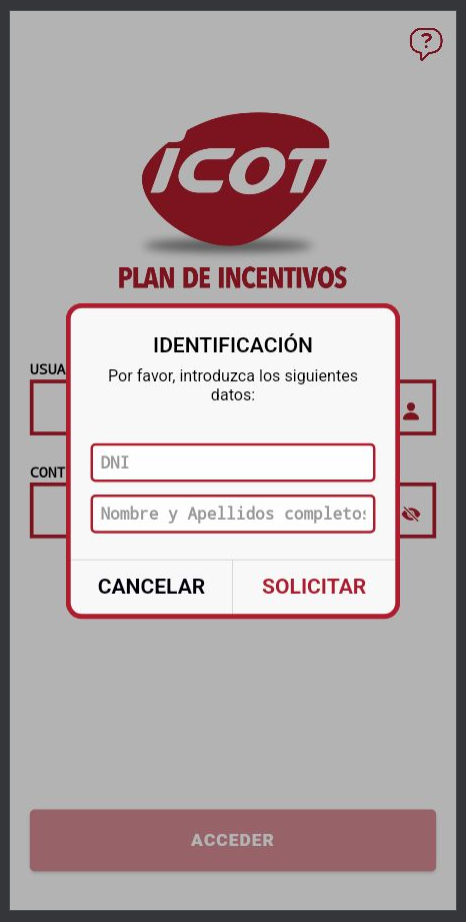 ?
ICOT
PLAN DE INCENTIVOS
IDENTIFICACIÓN
Por favor, introduzca los siguientes
datos:
USUA
DNI
CONT
Nombre y Apellidos completos
CANCELAR
SOLICITAR
ACCEDER